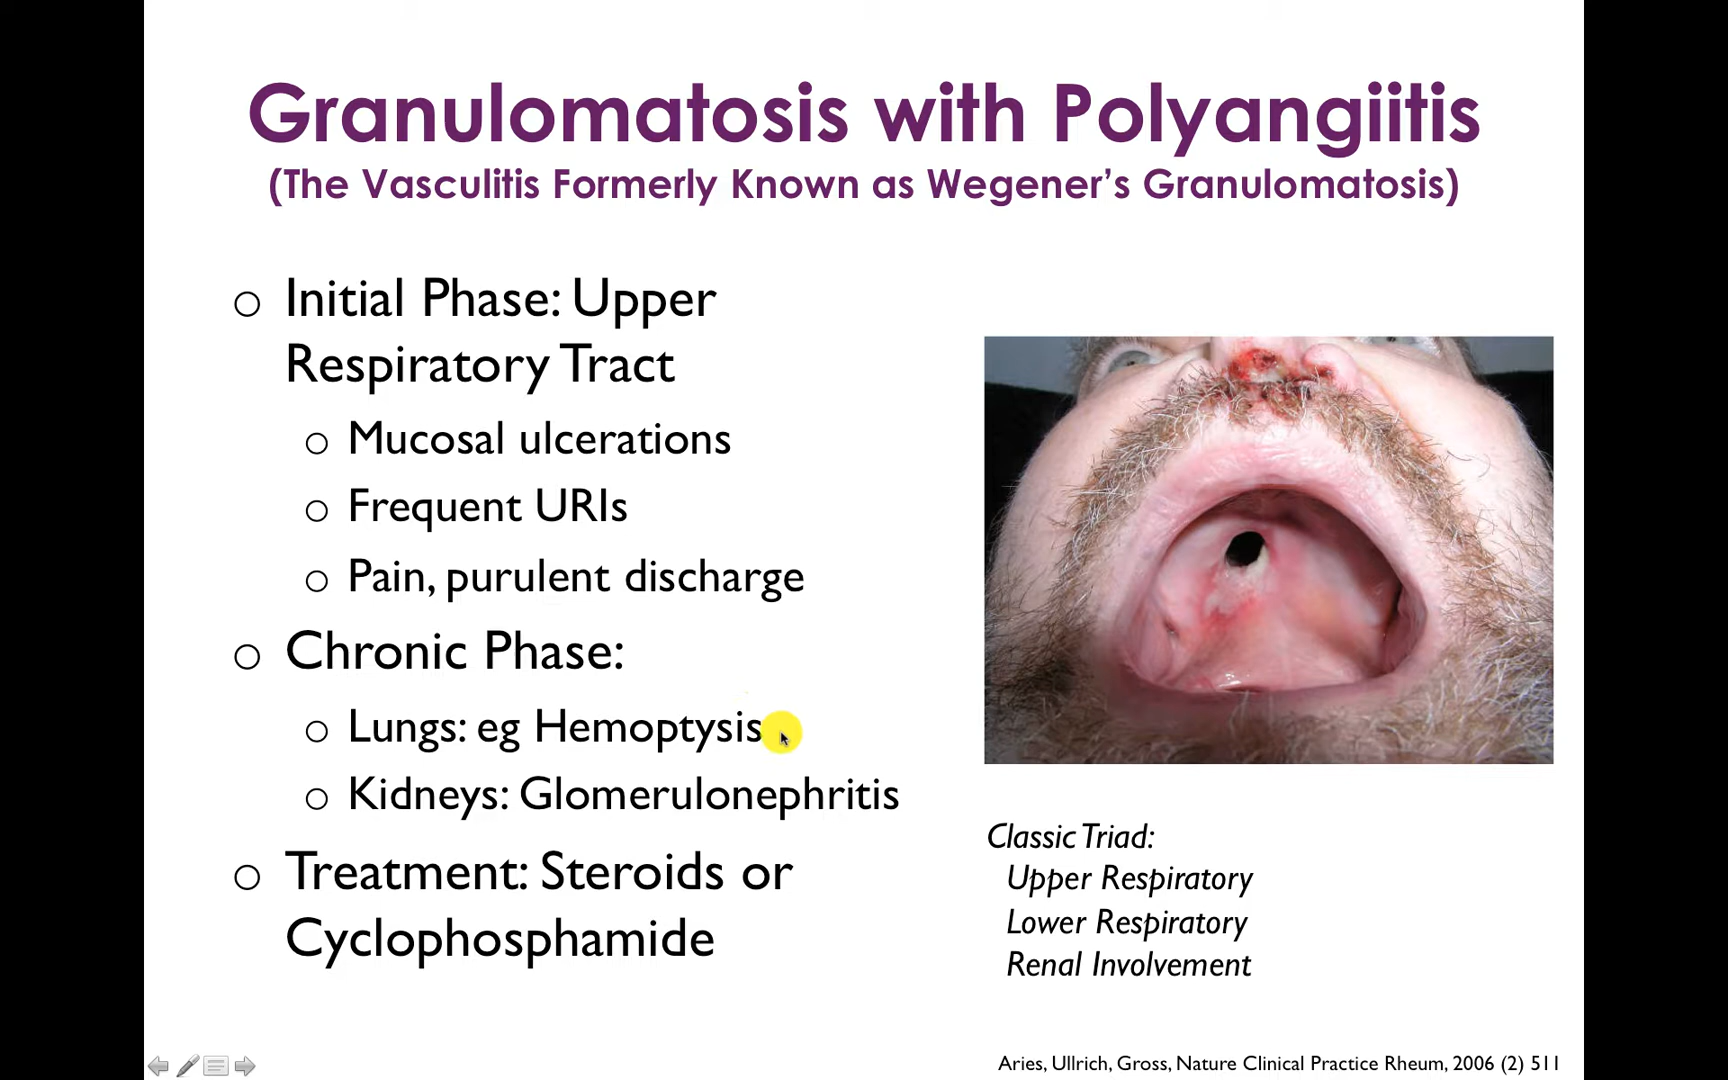 Granulomatosis with Polyangiitis
(The Vasculitis Formerly Known as Wegener's Granulomatosis)
Initial Phase: Upper
Respiratory Tract
Mucosal ulcerations
Frequent URIs
Pain, purulent discharge
Chronic Phase:
Lungs: eg Hemoptysis
Kidneys: Glomerulonephritis
Treatment: Steroids or
Cyclophosphamide
Classic Triad:
Upper Respiratory
Lower Respiratory
Renal Involvement
Aries, Ullrich, Gross, Nature Clinical Practice Rheum, 2006 (2) 511